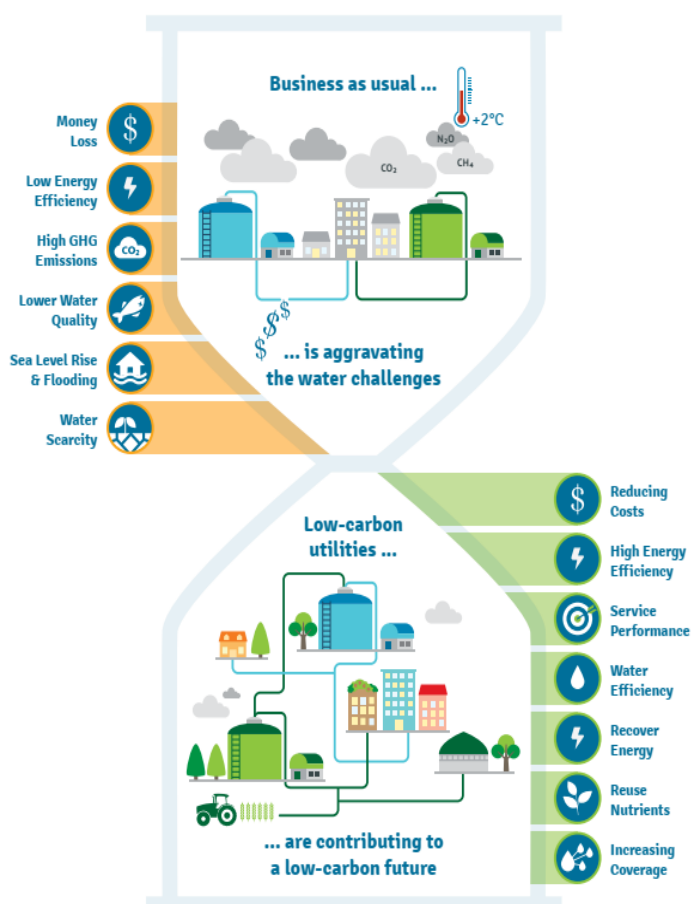 Business as usual ...
+2°C
N₂O
CH₄
CO₂
Money
Loss
$
Low Energy
Efficiency
High GHG
Emissions
CO₂
Lower Water
Quality
Sea Level Rise
& Flooding
Water
Scarcity
$ $ $
... is aggravating
the water challenges
Low-carbon
utilities ...
$
Reducing
Costs
High Energy
Efficiency
Service
Performance
Water
Efficiency
Recover
Energy
Reuse
Nutrients
Increasing
Coverage
... are contributing to
a low-carbon future